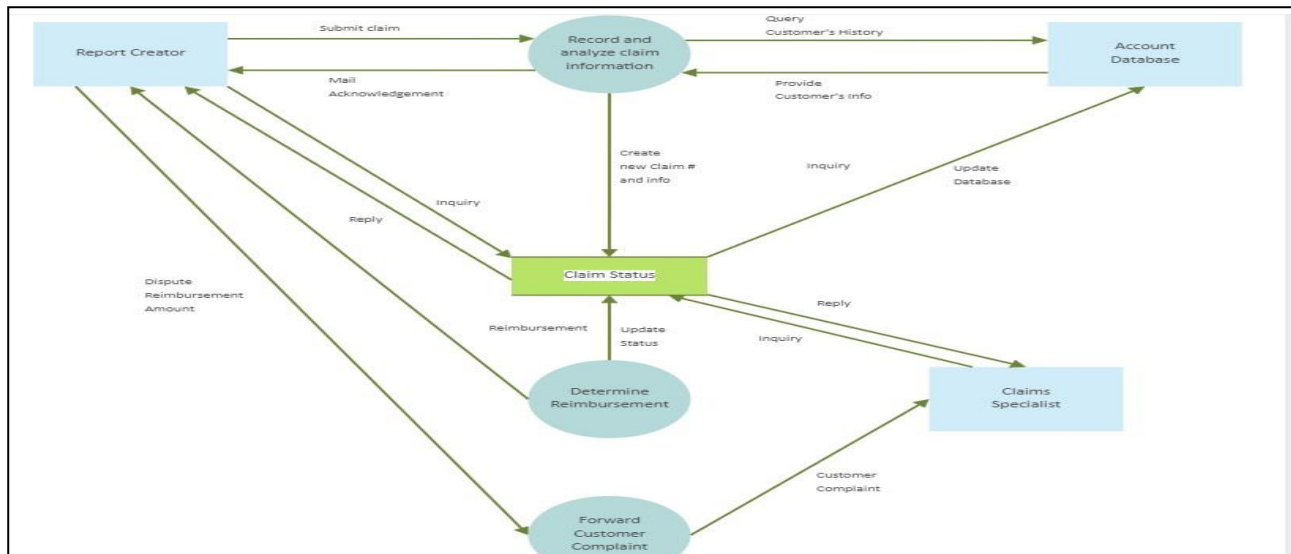 Submit claim
Query
Customer's History
Report Creator
Record and
analyze claim
information
Account
Database
Mail
Acknowledgement
Provide
Customer's Info
Create
new Claim #
and info
Inquiry
Update
Database
Inquiry
Reply
Claim Status
Dispute
Reimbursement
Amount
Reimbursement
Update
Status
Reply
Inquiry
Determine
Reimbursement
Claims
Specialist
Customer
Complaint
Forward
Customer
Complaint